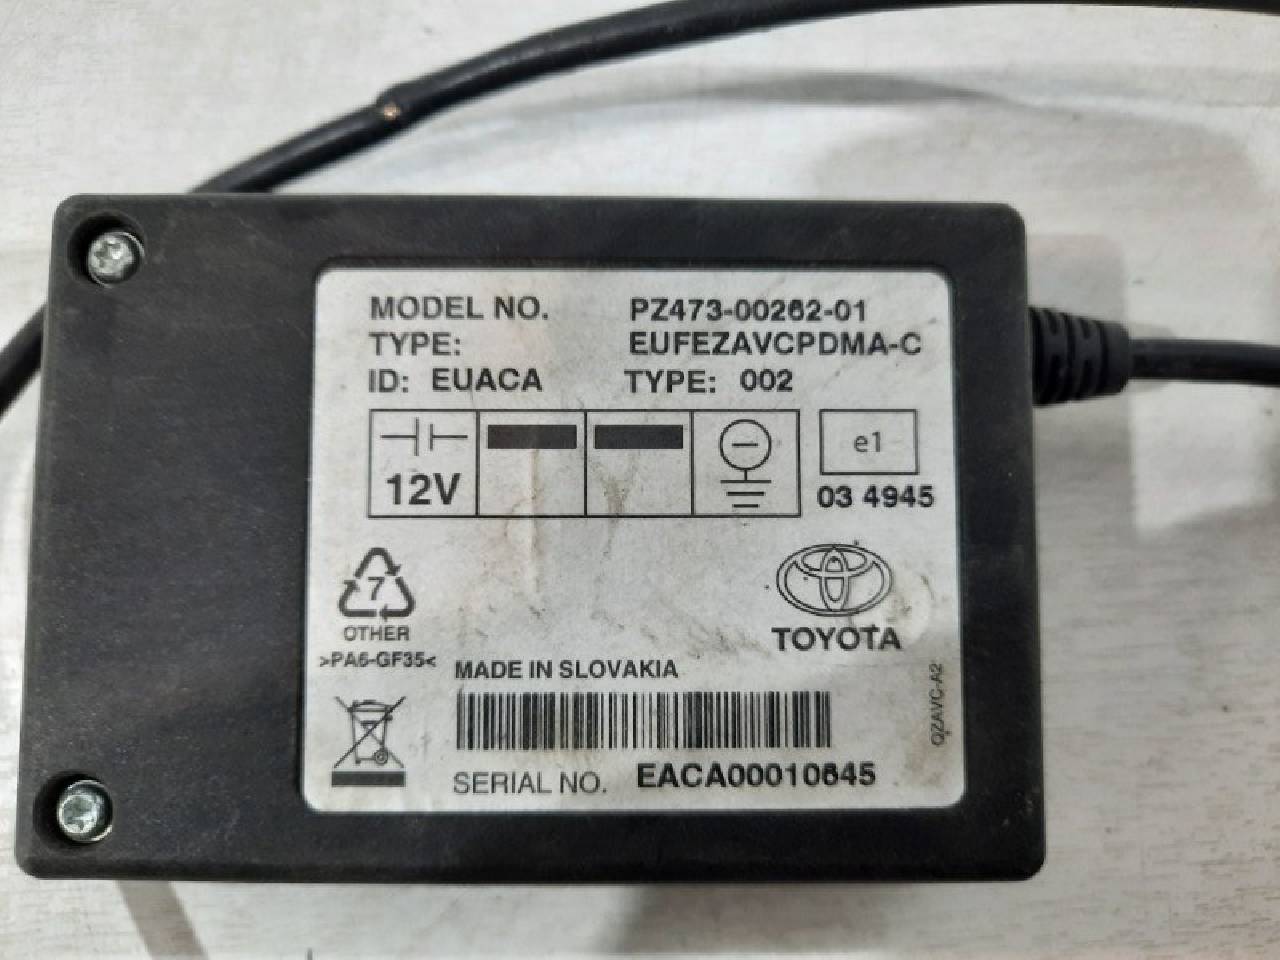 MODEL NO. PZ473-00262-01
TYPE: EUFEZAVCPDMA-C
ID: EUACA TYPE: 002
12V
e1
03 4945
7
OTHER
>PA6-GF35<
TOYOTA
MADE IN SLOVAKIA
QZAVC-A2
SERIAL NO. EACA00010645